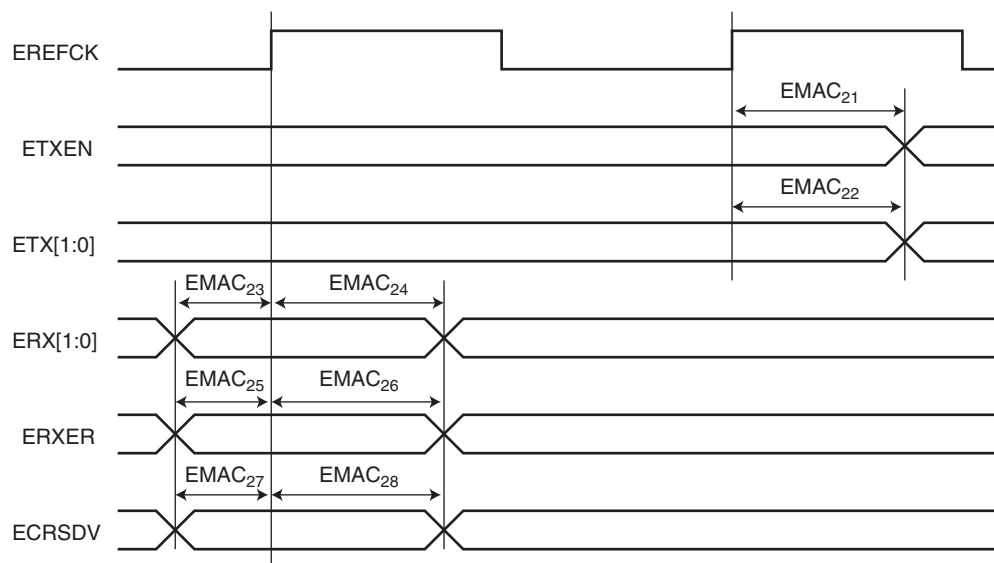 EREFCK
EMAC21
ETXEN
EMAC22
ETX[1:0]
EMAC23 EMAC24
ERX[1:0]
EMAC25 EMAC26
ERXER
EMAC27 EMAC28
ECRSDV